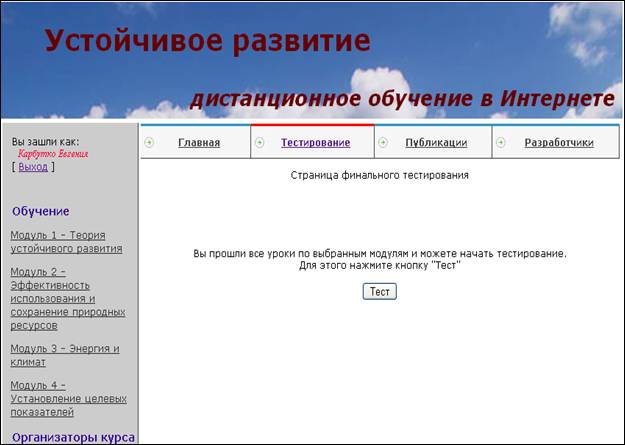 Устойчивое развитие
дистанционное обучение в Интернете
Вы зашли как:
Карбутко Евгения
[ Выход ]
Обучение
Модуль 1 - Теория
устойчивого развития
Модуль 2 -
Эффективность
использования и
сохранение природных
ресурсов
Модуль 3 - Энергия и
климат
Модуль 4 -
Установление целевых
показателей
Организаторы курса
Главная Тестирование Публикации Разработчики
Страница финального тестирования
Вы прошли все уроки по выбранным модулям и можете начать тестирование.
Для этого нажмите кнопку "Тест"
Тест